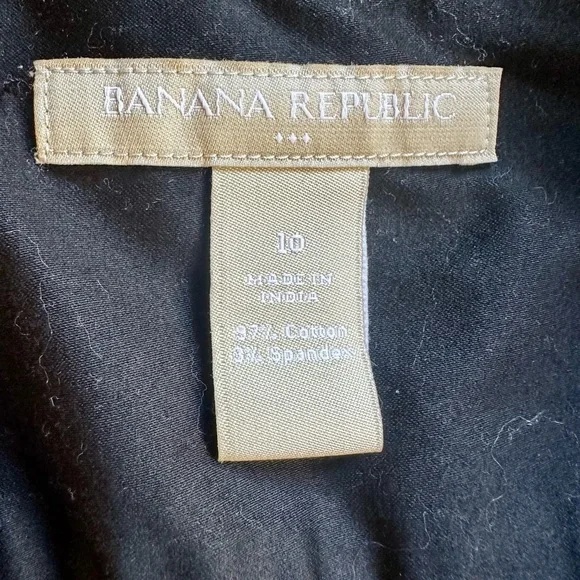 BANANA REPUBLIC
10
MADE IN
INDIA
97% Cotton
3% Spandex